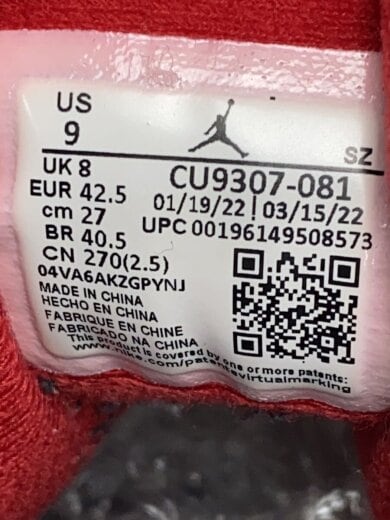 US
9
SZ
UK 8
EUR 42.5
cm 27
BR 40.5
CN 270(2.5)
04VA6AKZGPYNJ
CU9307-081
01/19/22 | 03/15/22
UPC 00196149508573
MADE IN CHINA
HECHO EN CHINA
FABRIQUE EN CHINE
FABRICADO NA CHINA
This product is covered by one or more patents
www.nike.com/patentsvirtualmarking